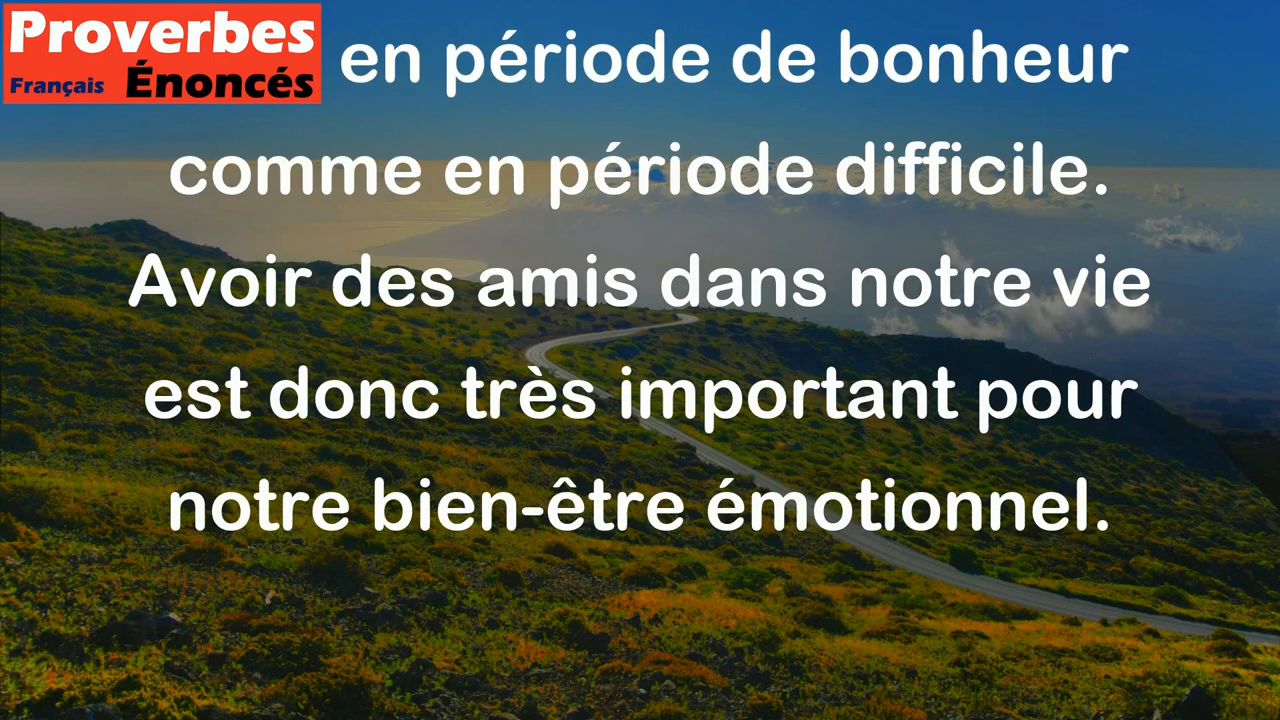 Proverbes
Français Énoncés
en période de bonheur
comme en période difficile.
Avoir des amis dans notre vie
est donc très important pour
notre bien-être émotionnel.